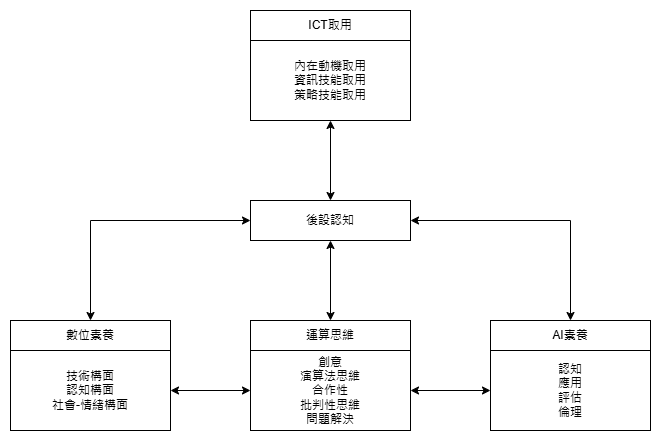 ICT取用
內在動機取用
資訊技能取用
策略技能取用
後設認知
數位素養
技術構面
認知構面
社會-情緒構面
運算思維
創意
演算法思維
合作性
批判性思維
問題解決
AI素養
認知
應用
評估
倫理